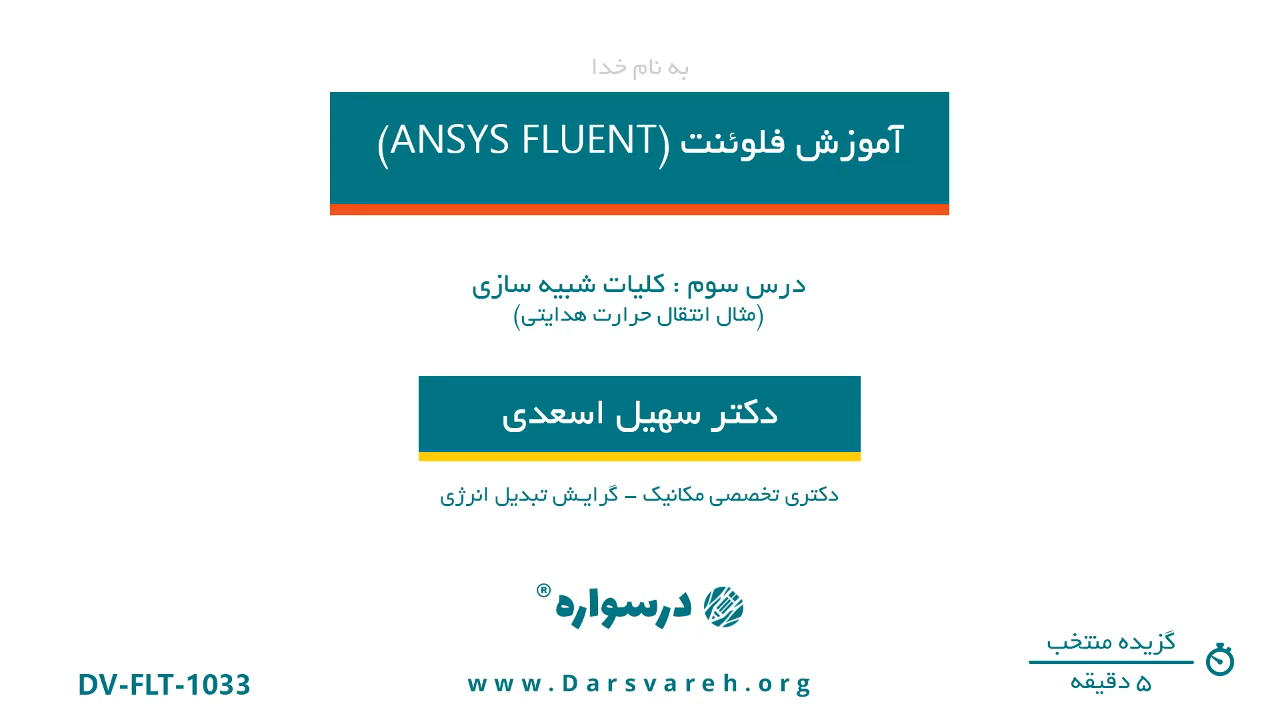 به نام خدا
آموزش فلوئنت (ANSYS FLUENT)
درس سوم : کلیات شبیه سازی
(مثال انتقال حرارت هدایتی)
دکتر سهیل اسعدی
دکتری تخصصی مکانیک – گرایش تبدیل انرژی
درسواره®
گزیده منتخب
۵ دقیقه
www.Darsvareh.org
DV-FLT-1033